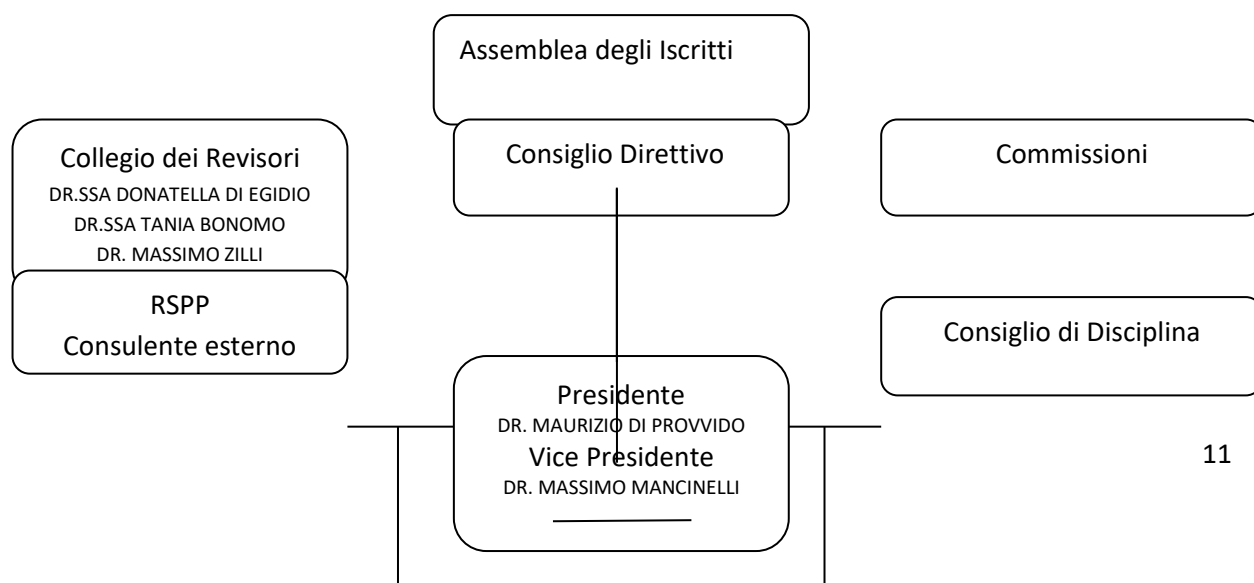 Assemblea degli Iscritti
Collegio dei Revisori
DR.SSA DONATELLA DI EGIDIO
DR.SSA TANIA BONOMO
DR. MASSIMO ZILLI
Consiglio Direttivo
Commissioni
RSPP
Consulente esterno
Consiglio di Disciplina
Presidente
DR. MAURIZIO DI PROVVIDO
Vice Presidente
DR. MASSIMO MANCINELLI
11